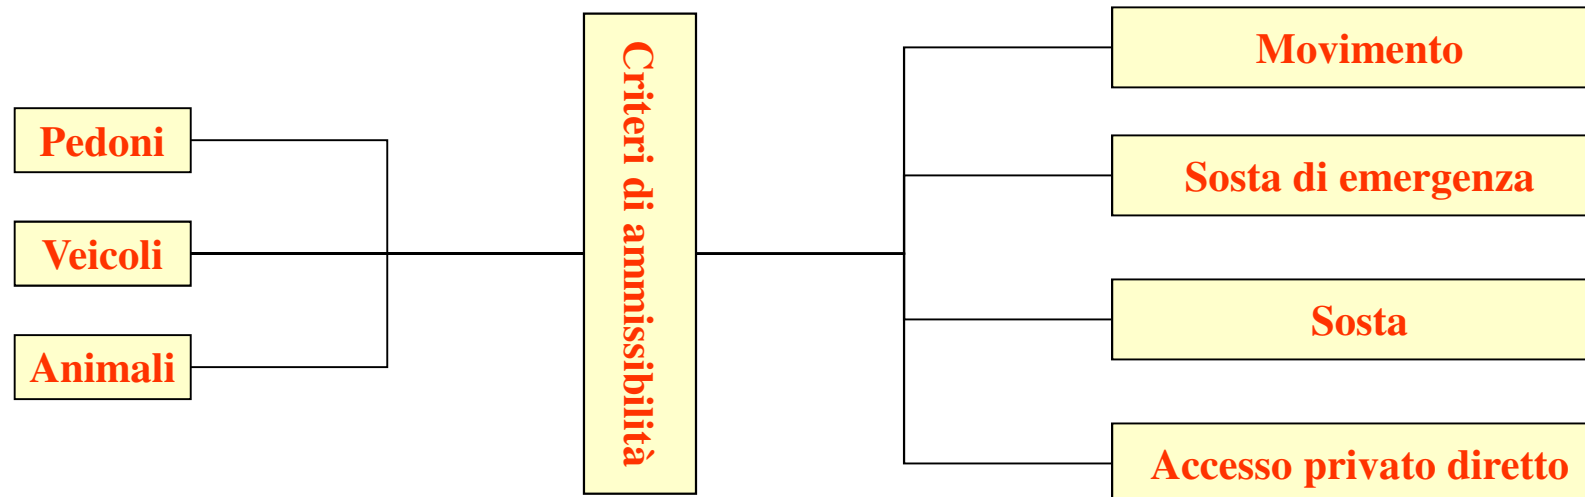 Pedoni
Veicoli
Animali
Criteri di ammissibilità
Movimento
Sosta di emergenza
Sosta
Accesso privato diretto